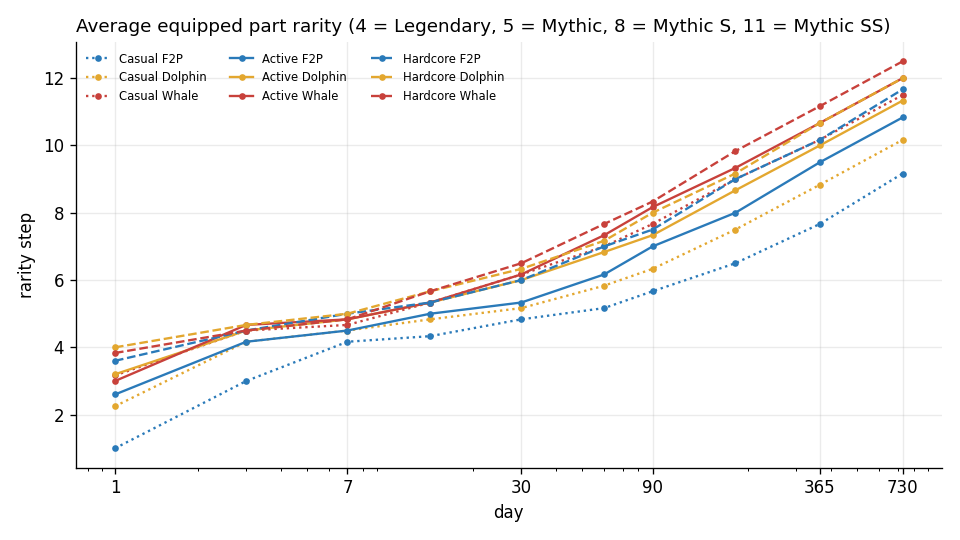 Average equipped part rarity (4 = Legendary, 5 = Mythic, 8 = Mythic S, 11 = Mythic SS)
Casual F2P Active F2P Hardcore F2P
Casual Dolphin Active Dolphin Hardcore Dolphin
Casual Whale Active Whale Hardcore Whale
12
10
8
6
4
2
rarity step
1 7 30 90 365 730
day